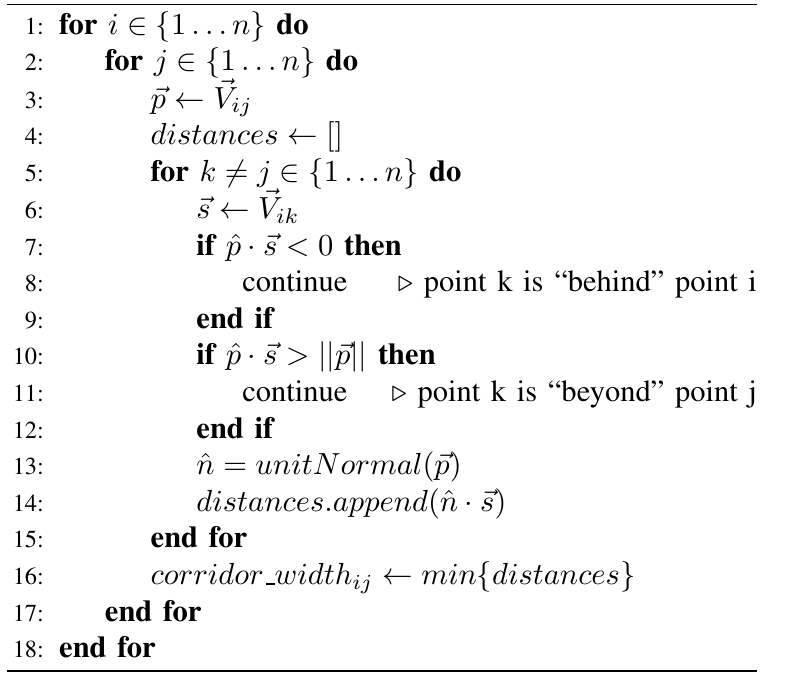 1: for i ∈ {1 . . . n} do
2: for j ∈ {1 . . . n} do
3: p⃗ ← V⃗ij
4: distances ← []
5: for k ≠ j ∈ {1 . . . n} do
6: s⃗ ← V⃗ik
7: if p̂ · s⃗ < 0 then
8: continue ▷ point k is “behind” point i
9: end if
10: if p̂ · s⃗ > ||p⃗|| then
11: continue ▷ point k is “beyond” point j
12: end if
13: n̂ = unitNormal(p⃗)
14: distances.append(n̂ · s⃗)
15: end for
16: corridor_widthij ← min{distances}
17: end for
18: end for